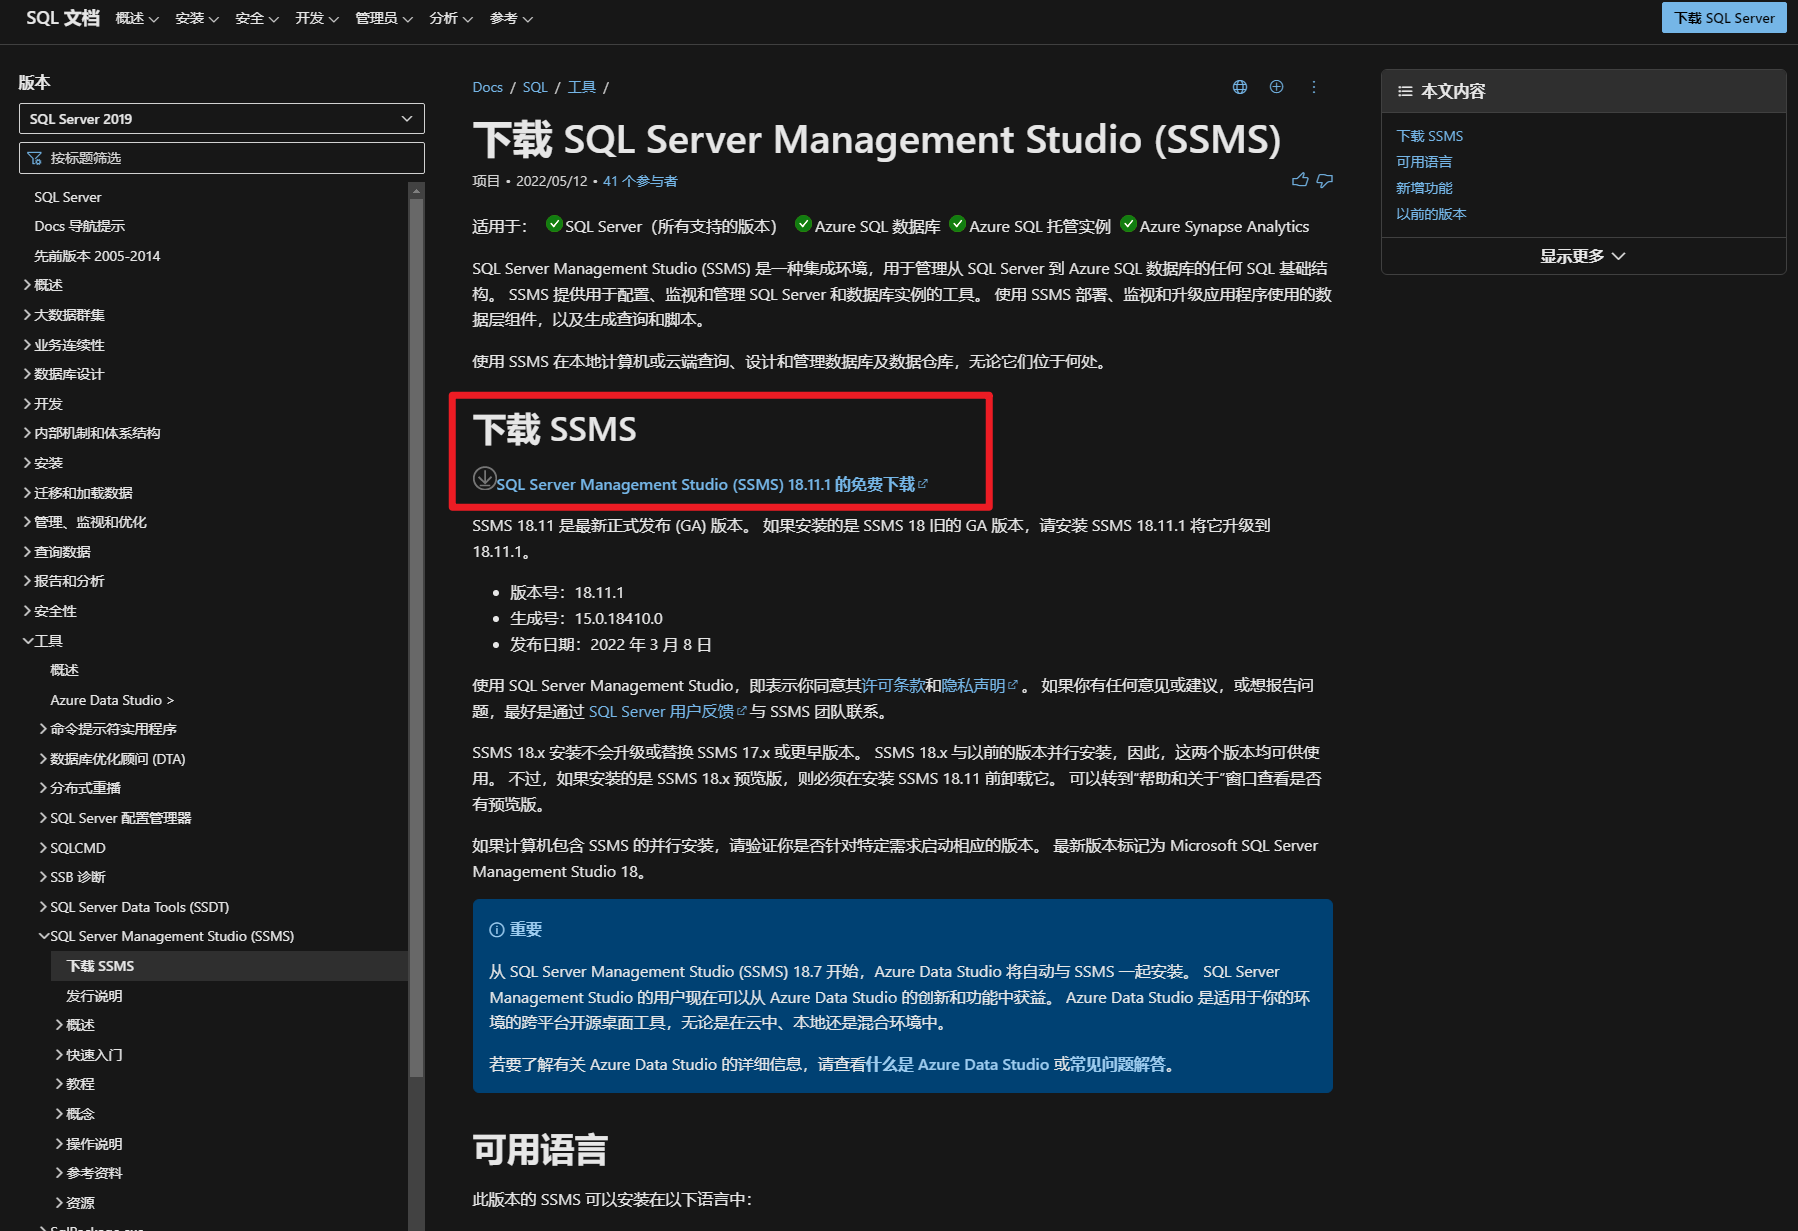 SQL 文档 概述 安装 安全 开发 管理员 分析 参考 下载 SQL Server
版本
SQL Server 2019
按标题筛选
SQL Server
Docs 导航提示
先前版本 2005-2014
概述
大数据群集
业务连续性
数据库设计
开发
内部机制和体系结构
安装
迁移和加载数据
管理、监视和优化
查询数据
报告和分析
安全性
工具
概述
Azure Data Studio >
命令提示符实用程序
数据库优化顾问 (DTA)
分布式重播
SQL Server 配置管理器
SQLCMD
SSB 诊断
SQL Server Data Tools (SSDT)
SQL Server Management Studio (SSMS)
下载 SSMS
发行说明
概述
快速入门
教程
概念
操作说明
参考资料
资源
Docs / SQL / 工具 /
下载 SQL Server Management Studio (SSMS)
项目 • 2022/05/12 • 41 个参与者
适用于： SQL Server（所有支持的版本） Azure SQL 数据库 Azure SQL 托管实例 Azure Synapse Analytics
SQL Server Management Studio (SSMS) 是一种集成环境，用于管理从 SQL Server 到 Azure SQL 数据库的任何 SQL 基础结
构。 SSMS 提供用于配置、监视和管理 SQL Server 和数据库实例的工具。 使用 SSMS 部署、监视和升级应用程序使用的数
据层组件，以及生成查询和脚本。
使用 SSMS 在本地计算机或云端查询、设计和管理数据库及数据仓库，无论它们位于何处。
下载 SSMS
SQL Server Management Studio (SSMS) 18.11.1 的免费下载
SSMS 18.11 是最新正式发布 (GA) 版本。 如果安装的是 SSMS 18 旧的 GA 版本，请安装 SSMS 18.11.1 将它升级到
18.11.1。
• 版本号：18.11.1
• 生成号：15.0.18410.0
• 发布日期：2022 年 3 月 8 日
使用 SQL Server Management Studio，即表示你同意其许可条款和隐私声明。 如果你有任何意见或建议，或想报告问
题，最好是通过 SQL Server 用户反馈与 SSMS 团队联系。
SSMS 18.x 安装不会升级或替换 SSMS 17.x 或更早版本。 SSMS 18.x 与以前的版本并行安装，因此，这两个版本均可供使
用。 不过，如果安装的是 SSMS 18.x 预览版，则必须在安装 SSMS 18.11 前卸载它。 可以转到“帮助和关于”窗口查看是否
有预览版。
如果计算机包含 SSMS 的并行安装，请验证你是否针对特定需求启动相应的版本。 最新版本标记为 Microsoft SQL Server
Management Studio 18。
重要
从 SQL Server Management Studio (SSMS) 18.7 开始，Azure Data Studio 将自动与 SSMS 一起安装。 SQL Server
Management Studio 的用户现在可以从 Azure Data Studio 的创新和功能中获益。 Azure Data Studio 是适用于你的环
境的跨平台开源桌面工具，无论是在云中、本地还是混合环境中。
若要了解有关 Azure Data Studio 的详细信息，请查看什么是 Azure Data Studio 或常见问题解答。
可用语言
此版本的 SSMS 可以安装在以下语言中：
本文内容
下载 SSMS
可用语言
新增功能
以前的版本
显示更多